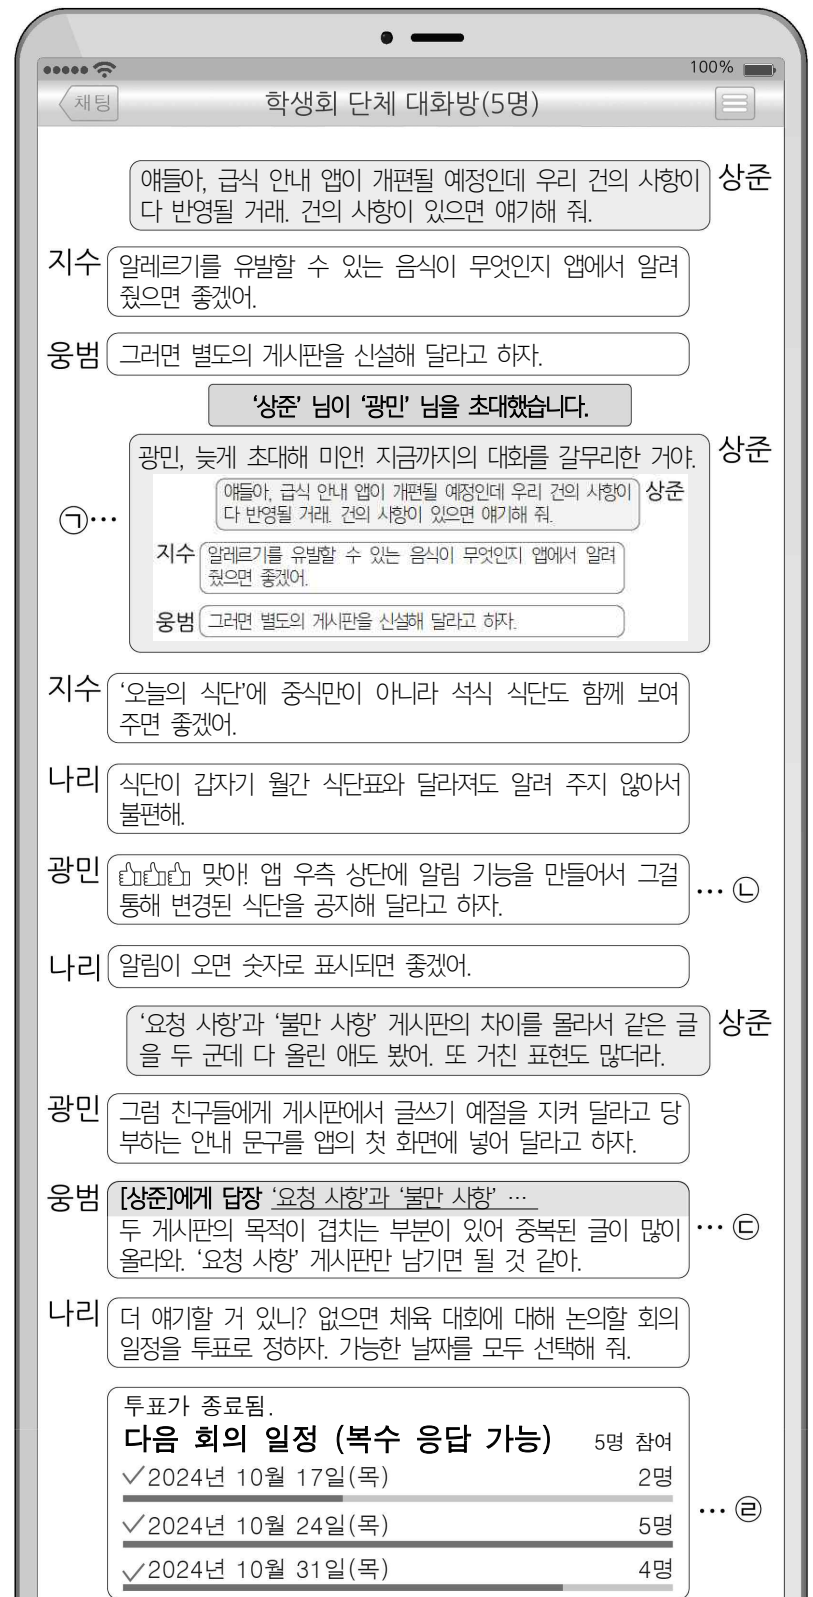 100%
채팅
학생회 단체 대화방(5명)
얘들아, 급식 안내 앱이 개편될 예정인데 우리 건의 사항이
다 반영될 거래. 건의 사항이 있으면 얘기해 줘.
상준
지수
알레르기를 유발할 수 있는 음식이 무엇인지 앱에서 알려
줬으면 좋겠어.
웅범
그러면 별도의 게시판을 신설해 달라고 하자.
‘상준’ 님이 ‘광민’ 님을 초대했습니다.
광민, 늦게 초대해 미안! 지금까지의 대화를 갈무리한 거야.
상준
㉠…
얘들아, 급식 안내 앱이 개편될 예정인데 우리 건의 사항이
다 반영될 거래. 건의 사항이 있으면 얘기해 줘.
상준
지수
알레르기를 유발할 수 있는 음식이 무엇인지 앱에서 알려
줬으면 좋겠어.
웅범
그러면 별도의 게시판을 신설해 달라고 하자.
지수
‘오늘의 식단’에 중식만이 아니라 석식 식단도 함께 보여
주면 좋겠어.
나리
식단이 갑자기 월간 식단표와 달라져도 알려 주지 않아서
불편해.
광민
👍👍👍 맞아! 앱 우측 상단에 알림 기능을 만들어서 그걸
통해 변경된 식단을 공지해 달라고 하자.
… ㉡
나리
알림이 오면 숫자로 표시되면 좋겠어.
‘요청 사항’과 ‘불만 사항’ 게시판의 차이를 몰라서 같은 글
을 두 군데 다 올린 애도 봤어. 또 거친 표현도 많더라.
상준
광민
그럼 친구들에게 게시판에서 글쓰기 예절을 지켜 달라고 당
부하는 안내 문구를 앱의 첫 화면에 넣어 달라고 하자.
웅범
[상준]에게 답장 ‘요청 사항’과 ‘불만 사항’ …
두 게시판의 목적이 겹치는 부분이 있어 중복된 글이 많이
올라와. ‘요청 사항’ 게시판만 남기면 될 것 같아.
… ㉢
나리
더 얘기할 거 있니? 없으면 체육 대회에 대해 논의할 회의
일정을 투표로 정하자. 가능한 날짜를 모두 선택해 줘.
투표가 종료됨.
다음 회의 일정 (복수 응답 가능) 5명 참여
✓2024년 10월 17일(목) 2명
✓2024년 10월 24일(목) 5명
✓2024년 10월 31일(목) 4명
… ㉣